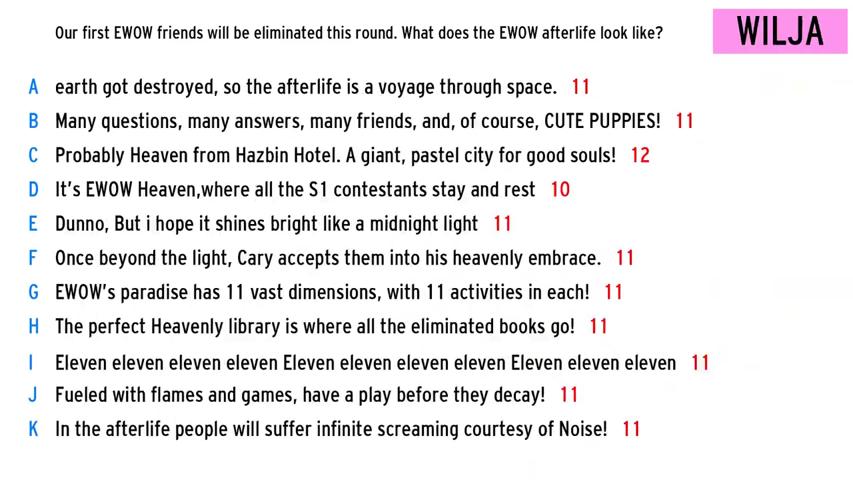 Our first EWOW friends will be eliminated this round. What does the EWOW afterlife look like?
WILJA
A earth got destroyed, so the afterlife is a voyage through space. 11
B Many questions, many answers, many friends, and, of course, CUTE PUPPIES! 11
C Probably Heaven from Hazbin Hotel. A giant, pastel city for good souls! 12
D It's EWOW Heaven,where all the S1 contestants stay and rest 10
E Dunno, But i hope it shines bright like a midnight light 11
F Once beyond the light, Cary accepts them into his heavenly embrace. 11
G EWOW's paradise has 11 vast dimensions, with 11 activities in each! 11
H The perfect Heavenly library is where all the eliminated books go! 11
I Eleven eleven eleven eleven Eleven eleven eleven eleven Eleven eleven eleven 11
J Fueled with flames and games, have a play before they decay! 11
K In the afterlife people will suffer infinite screaming courtesy of Noise! 11